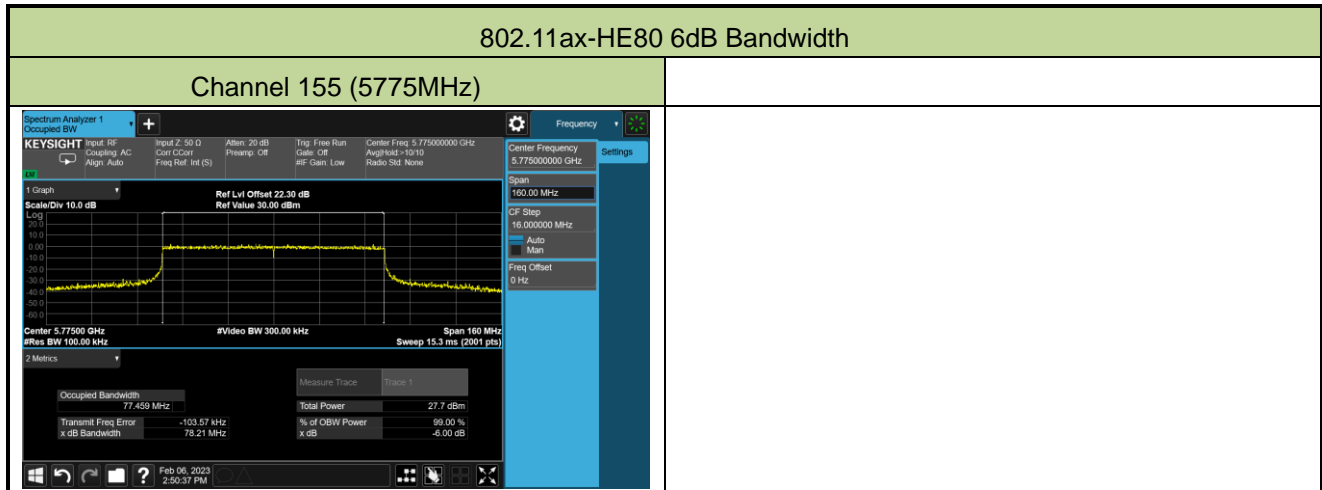 802.11ax-HE80 6dB Bandwidth
Channel 155 (5775MHz)
Spectrum Analyzer 1
Occupied BW
+
Frequency
KEYSIGHT
Input: RF
Coupling: AC
Align: Auto
Input Z: 50 Ω
Corr CCorr
Freq Ref: Int (S)
Atten: 20 dB
Preamp: Off
Trig: Free Run
Gate: Off
#IF Gain: Low
Center Freq: 5.775000000 GHz
Avg|Hold:>10/10
Radio Std: None
Center Frequency
5.775000000 GHz
Settings
Span
160.00 MHz
CF Step
16.000000 MHz
Auto
Man
Freq Offset
0 Hz
1 Graph
Scale/Div 10.0 dB
Ref Lvl Offset 22.30 dB
Ref Value 30.00 dBm
Log
20.0
10.0
0.00
-10.0
-20.0
-30.0
-40.0
-50.0
-60.0
Center 5.77500 GHz
#Res BW 100.00 kHz
#Video BW 300.00 kHz
Span 160 MHz
Sweep 15.3 ms (2001 pts)
2 Metrics
Measure Trace Trace 1
Occupied Bandwidth
77.459 MHz
Total Power 27.7 dBm
Transmit Freq Error -103.57 kHz
% of OBW Power 99.00 %
x dB Bandwidth 78.21 MHz
x dB -6.00 dB
?
Feb 06, 2023
2:50:37 PM